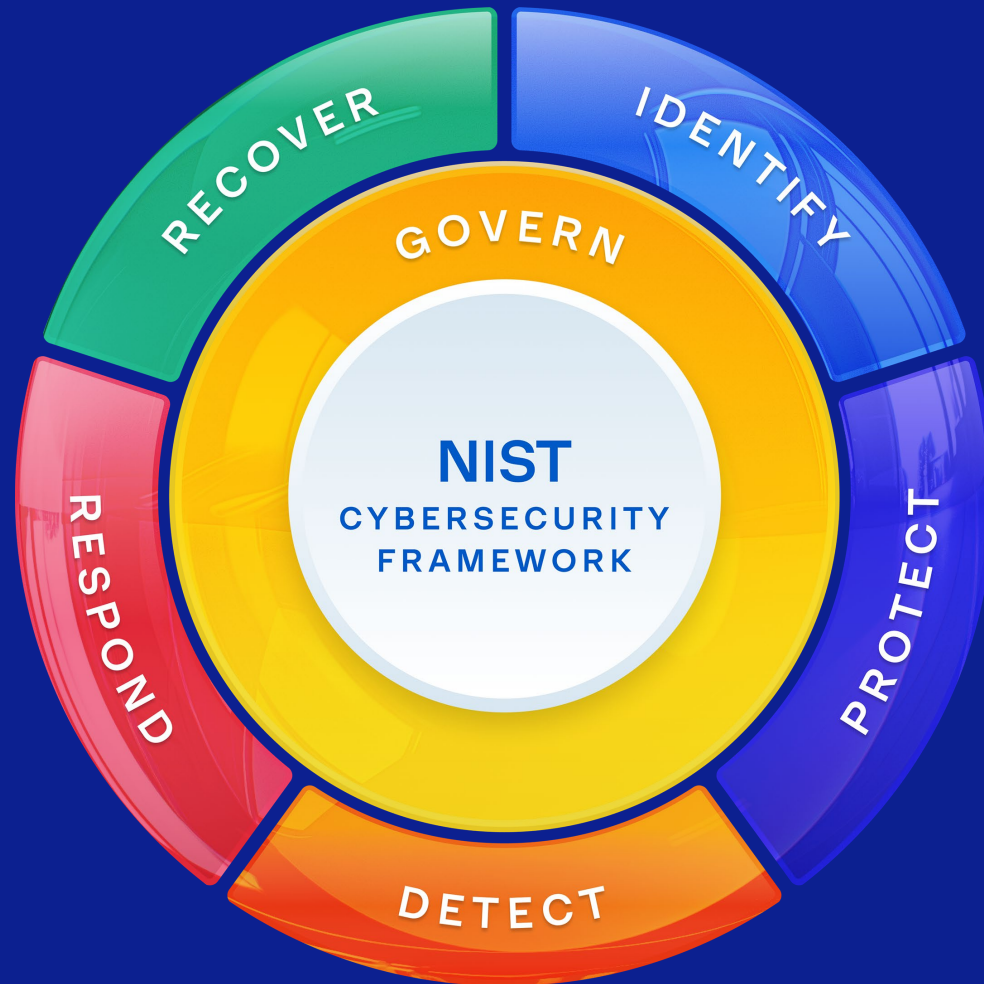 RECOVER
IDENTIFY
GOVERN
NIST
CYBERSECURITY
FRAMEWORK
RESPOND
PROTECT
DETECT